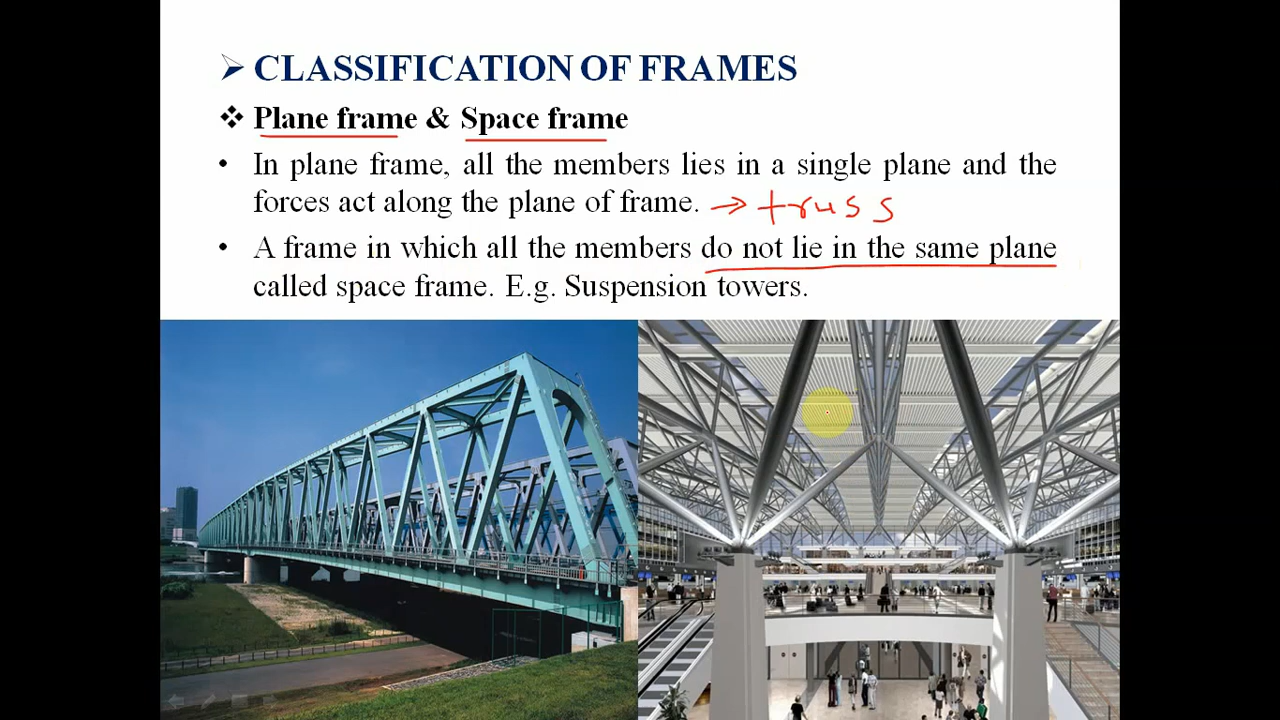 ➢ CLASSIFICATION OF FRAMES
❖ Plane frame & Space frame
• In plane frame, all the members lies in a single plane and the
forces act along the plane of frame. → truss
• A frame in which all the members do not lie in the same plane
called space frame. E.g. Suspension towers.